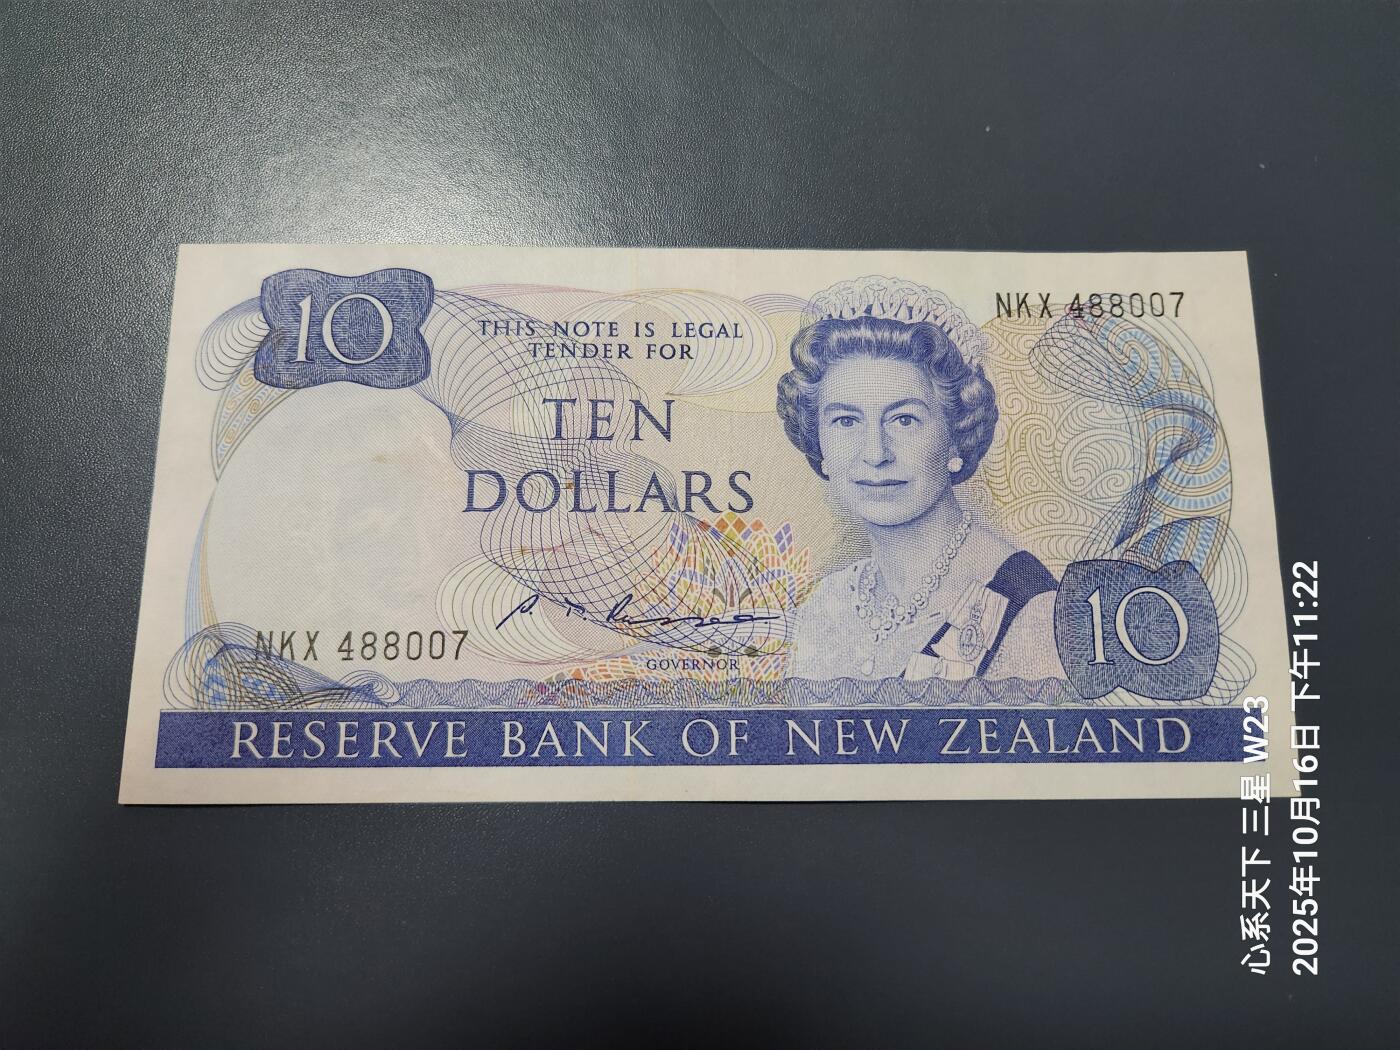 10
THIS NOTE IS LEGAL
TENDER FOR
NKX 488007
TEN
DOLLARS
NKX 488007
GOVERNOR
10
RESERVE BANK OF NEW ZEALAND
心系天下 三星 W23
2025年10月16日 下午11:22